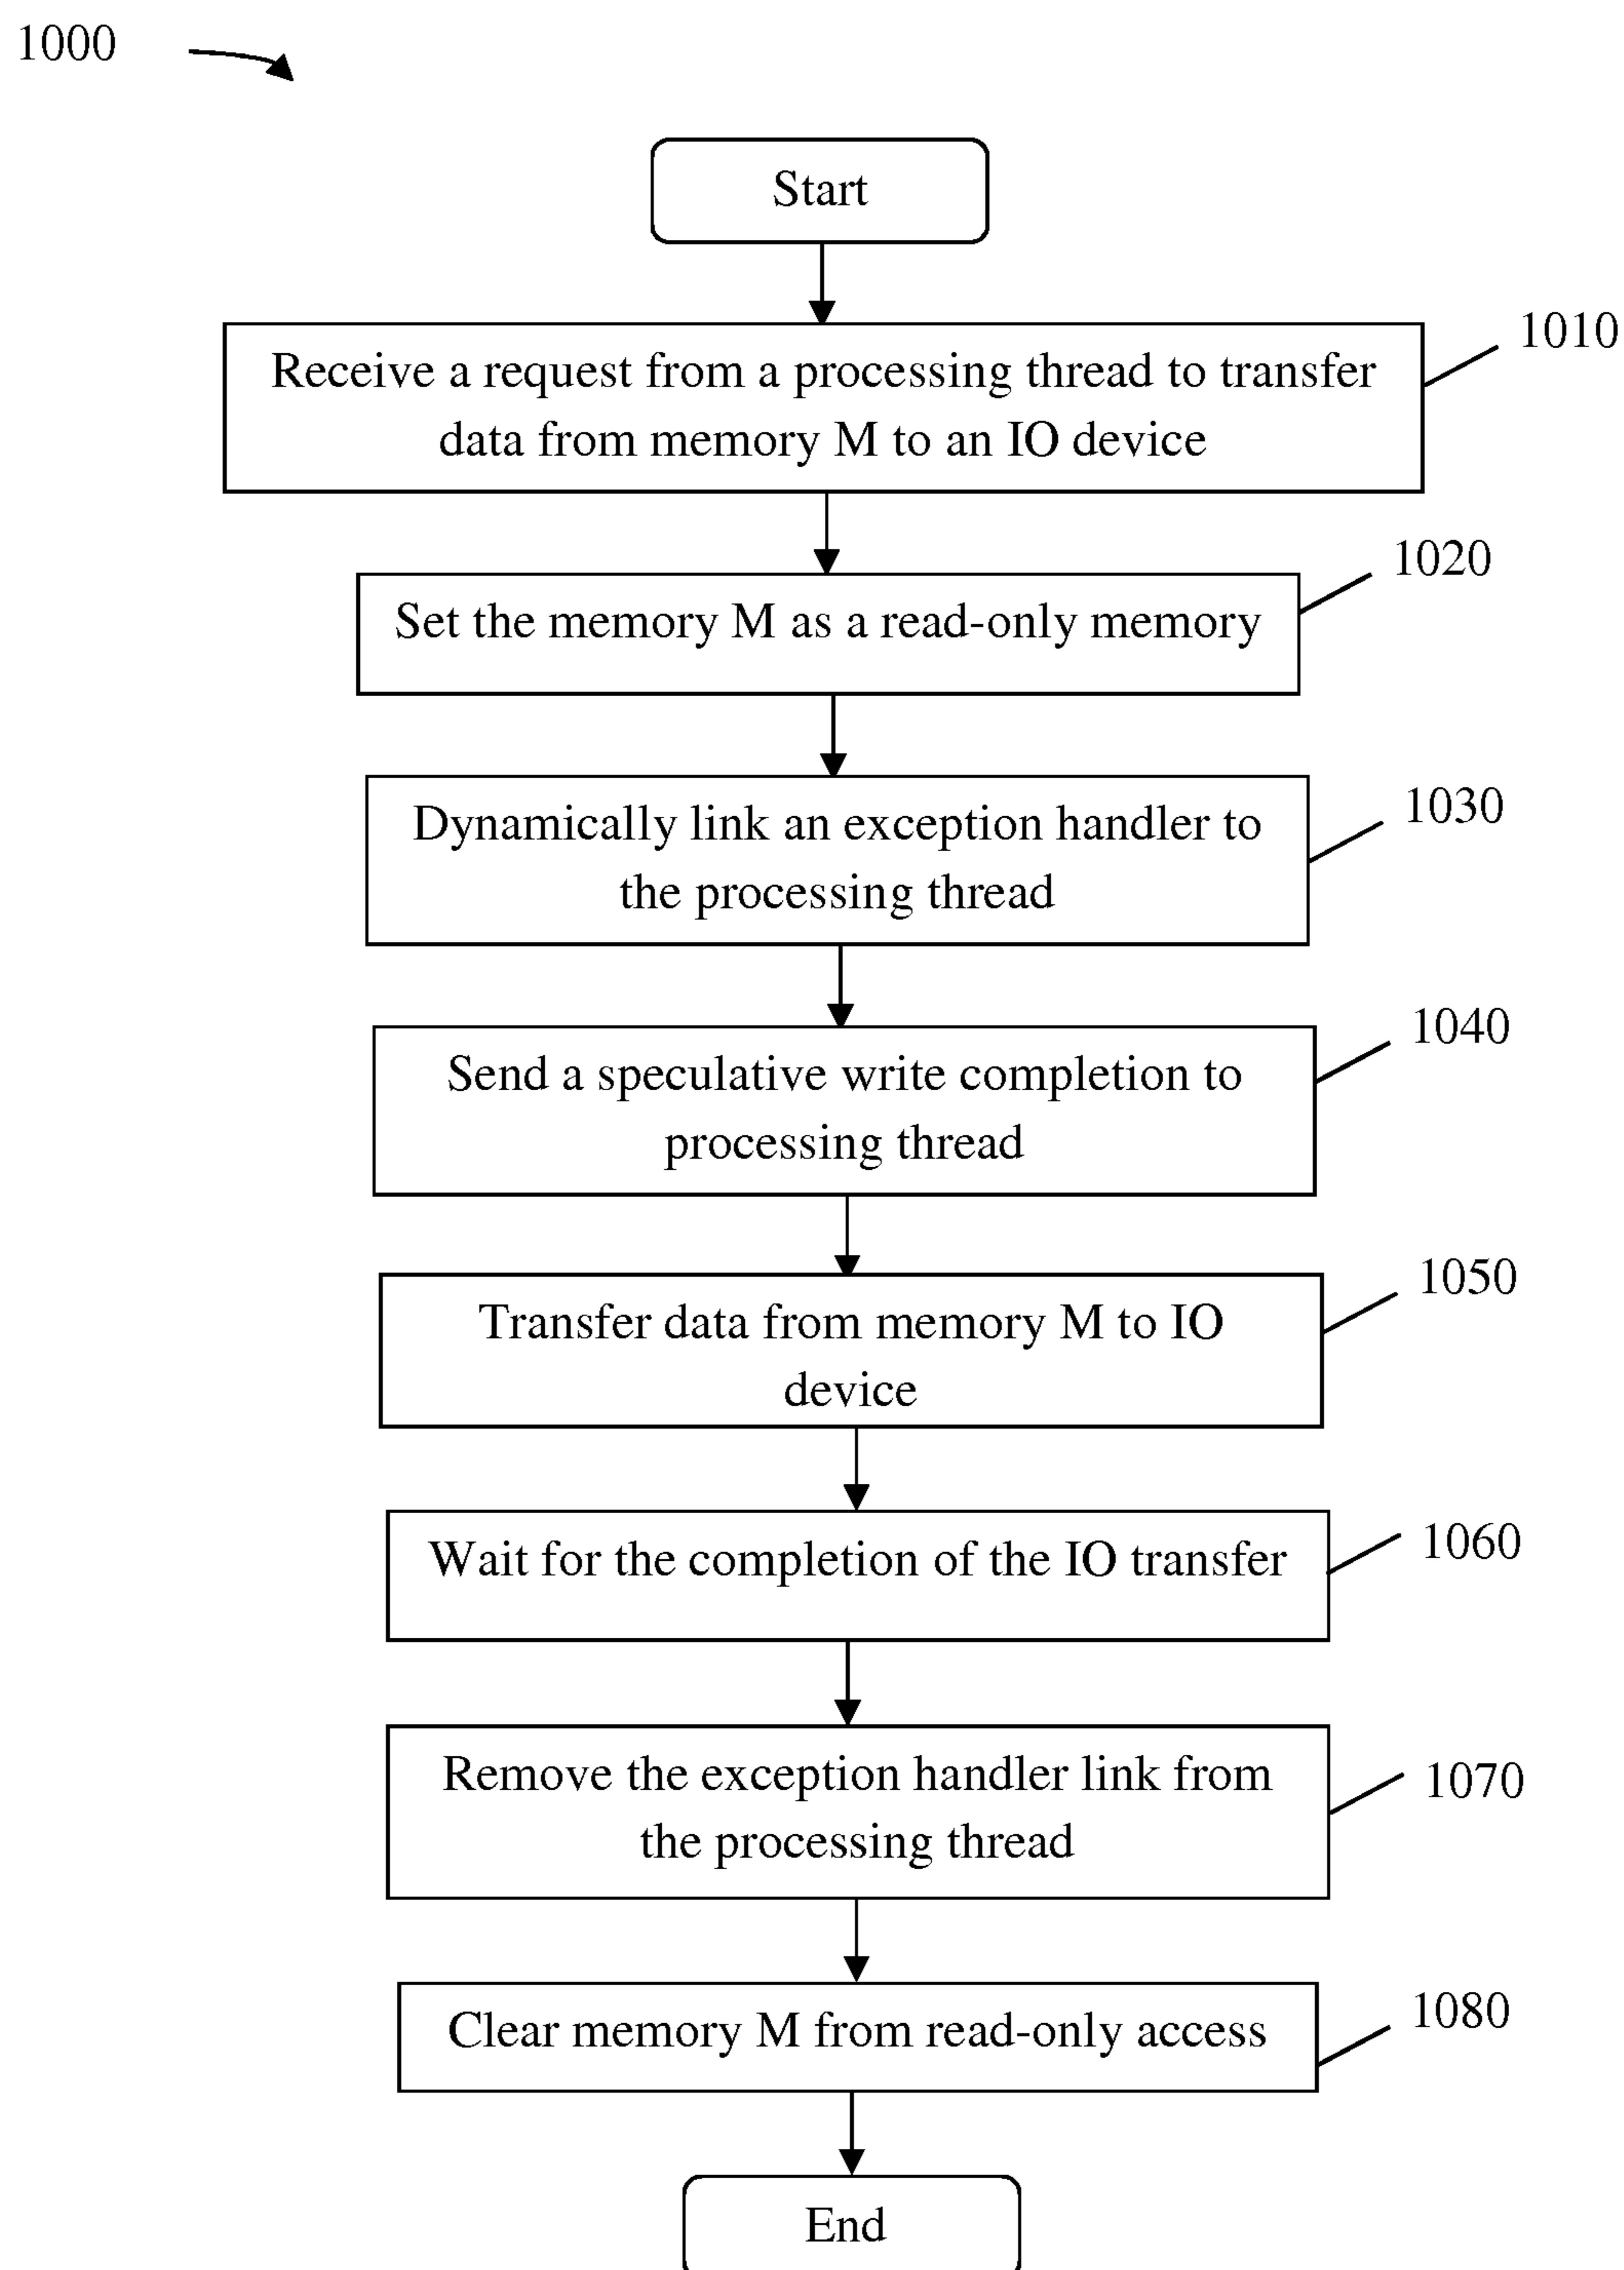 1000
Start
Receive a request from a processing thread to transfer
data from memory M to an IO device
1010
Set the memory M as a read-only memory
1020
Dynamically link an exception handler to
the processing thread
1030
Send a speculative write completion to
processing thread
1040
Transfer data from memory M to IO
device
1050
Wait for the completion of the IO transfer
1060
Remove the exception handler link from
the processing thread
1070
Clear memory M from read-only access
1080
End